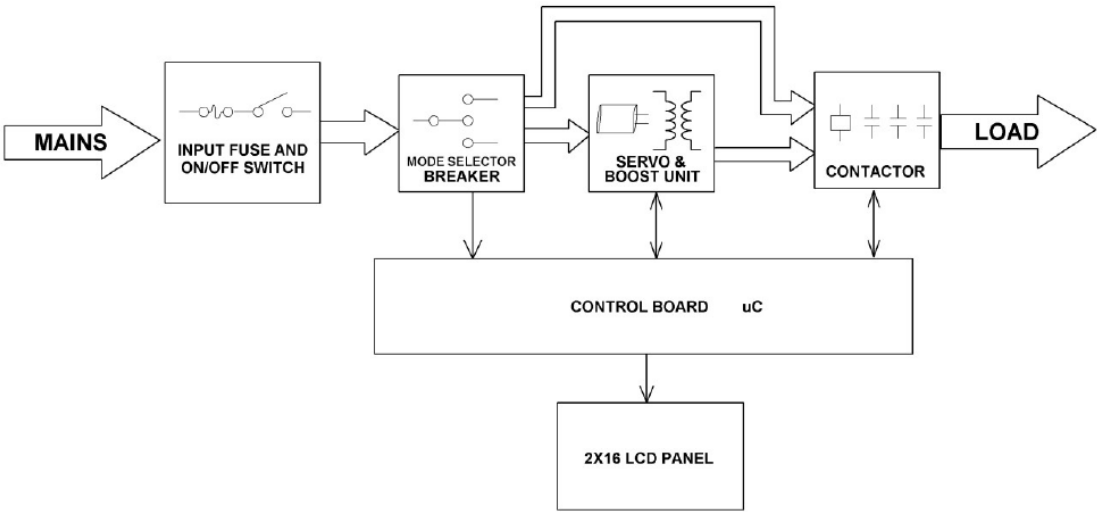 MAINS
INPUT FUSE AND
ON/OFF SWITCH
MODE SELECTOR
BREAKER
SERVO &
BOOST UNIT
CONTACTOR
LOAD
CONTROL BOARD uC
2X16 LCD PANEL